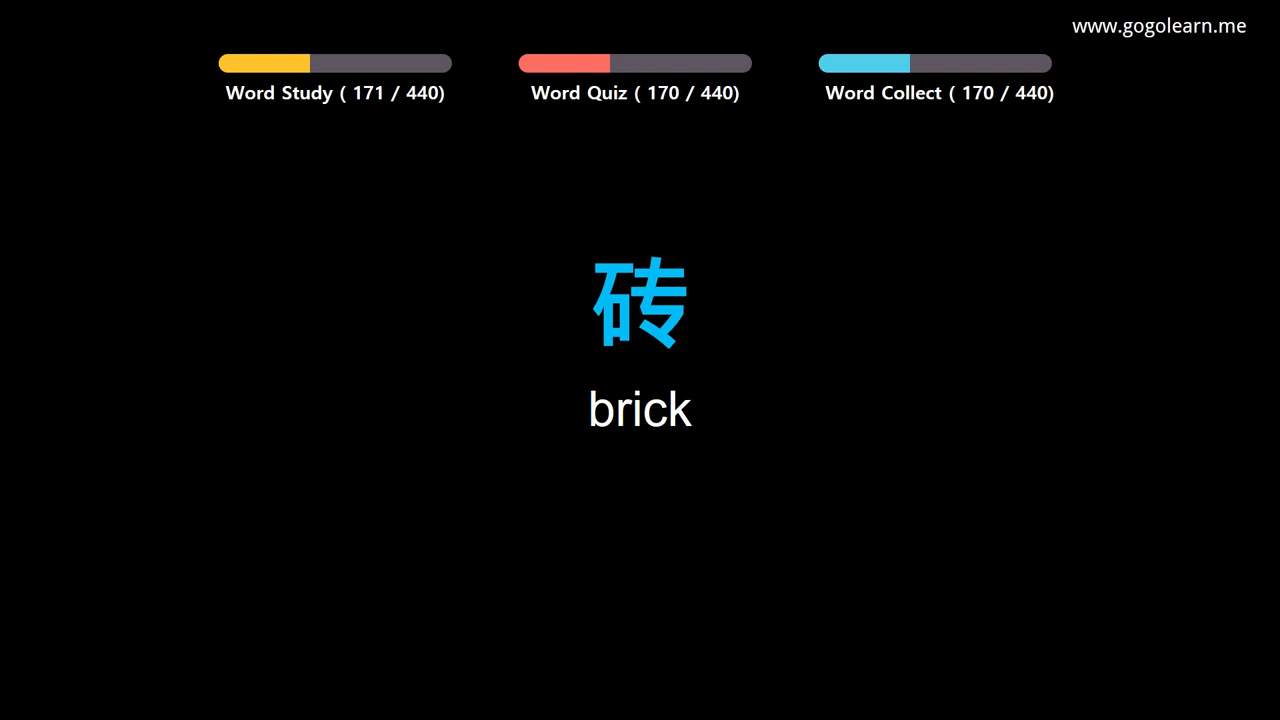 www.gogolearn.me
Word Study ( 171 / 440)
Word Quiz ( 170 / 440)
Word Collect ( 170 / 440)
砖
brick